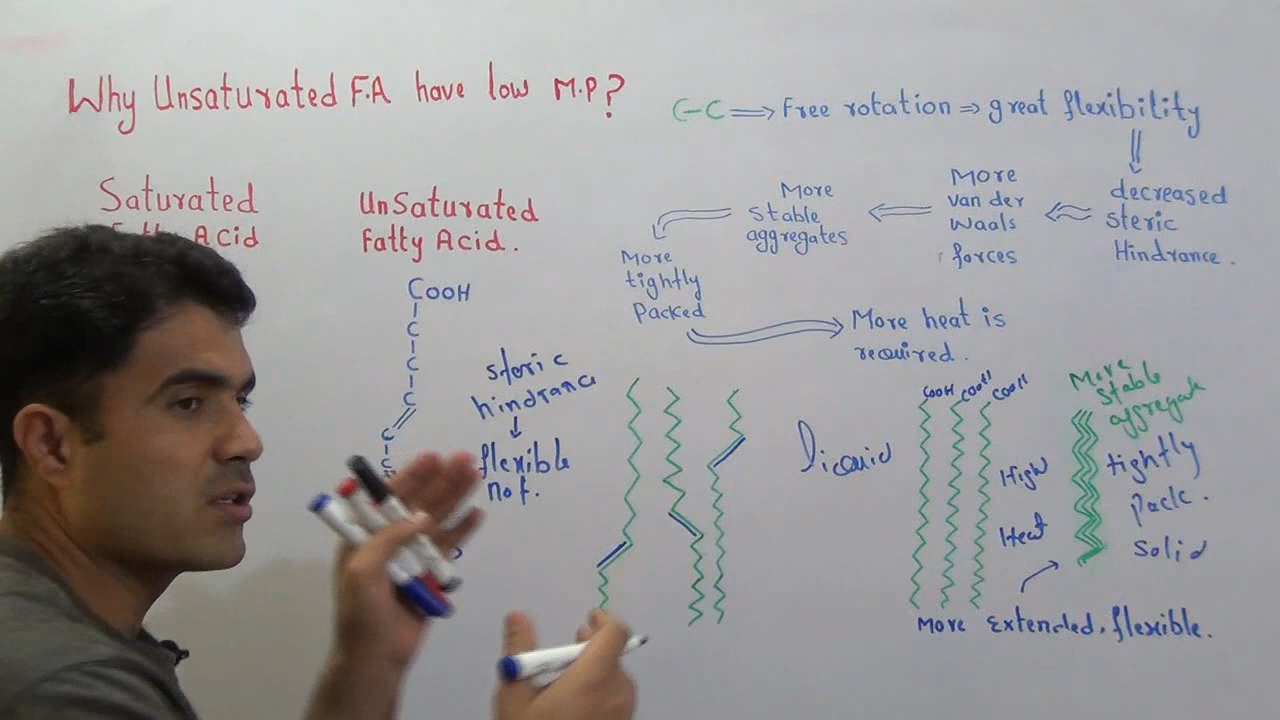 Why Unsaturated F.A have low M.P?
C-C ⟹ Free rotation ⇒ great flexibility
decreased
steric
Hindrance.
More
van der
Waals
forces
More
stable
aggregates
More
tightly
Packed
More heat is
required.
Saturated
Fatty Acid
UnSaturated
Fatty Acid.
COOH
C
C
C
C
C
steric
hindranc
flexible
not.
liquid
COOH COOH COOH
High
Heat
More
stable
aggregate
tightly
pack.
Solid
More Extended, flexible.